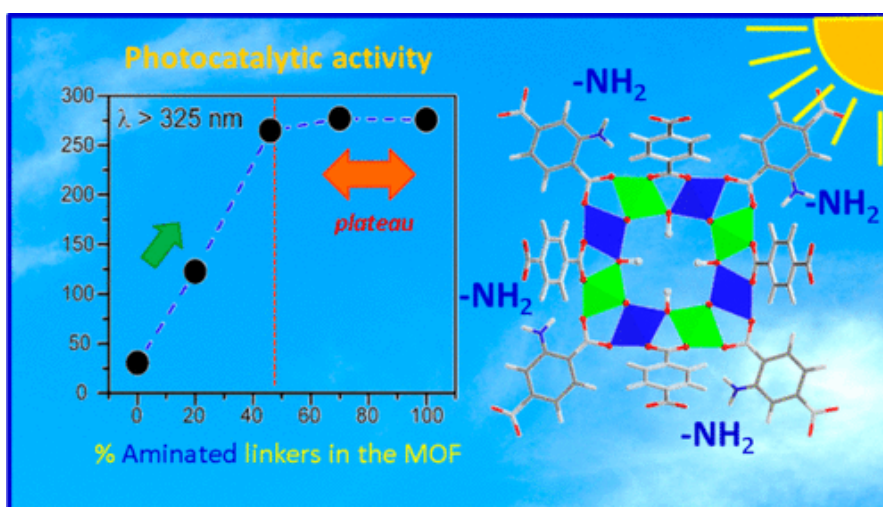 Photocatalytic activity
300
250
200
150
100
50
0
λ > 325 nm
plateau
0 20 40 60 80 100
% Aminated linkers in the MOF
-NH₂
-NH₂
-NH₂
-NH₂